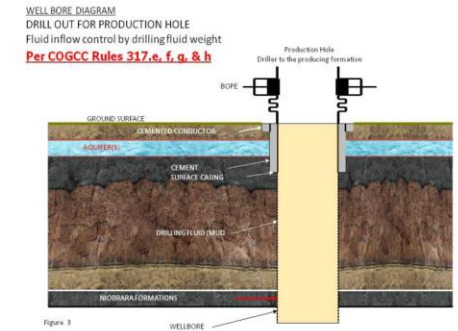 WELL BORE DIAGRAM
DRILL OUT FOR PRODUCTION HOLE
Fluid inflow control by drilling fluid weight
Per COGCC Rules 317.e, f, g, & h
Production Hole
Driller to the producing formation
BOPE
GROUND SURFACE
CEMENTED CONDUCTOR
AQUIFER(S)
CEMENT
SURFACE CASING
DRILLING FLUID (MUD
NIOBRARA FORMATIONS
Figure 3
WELLBORE